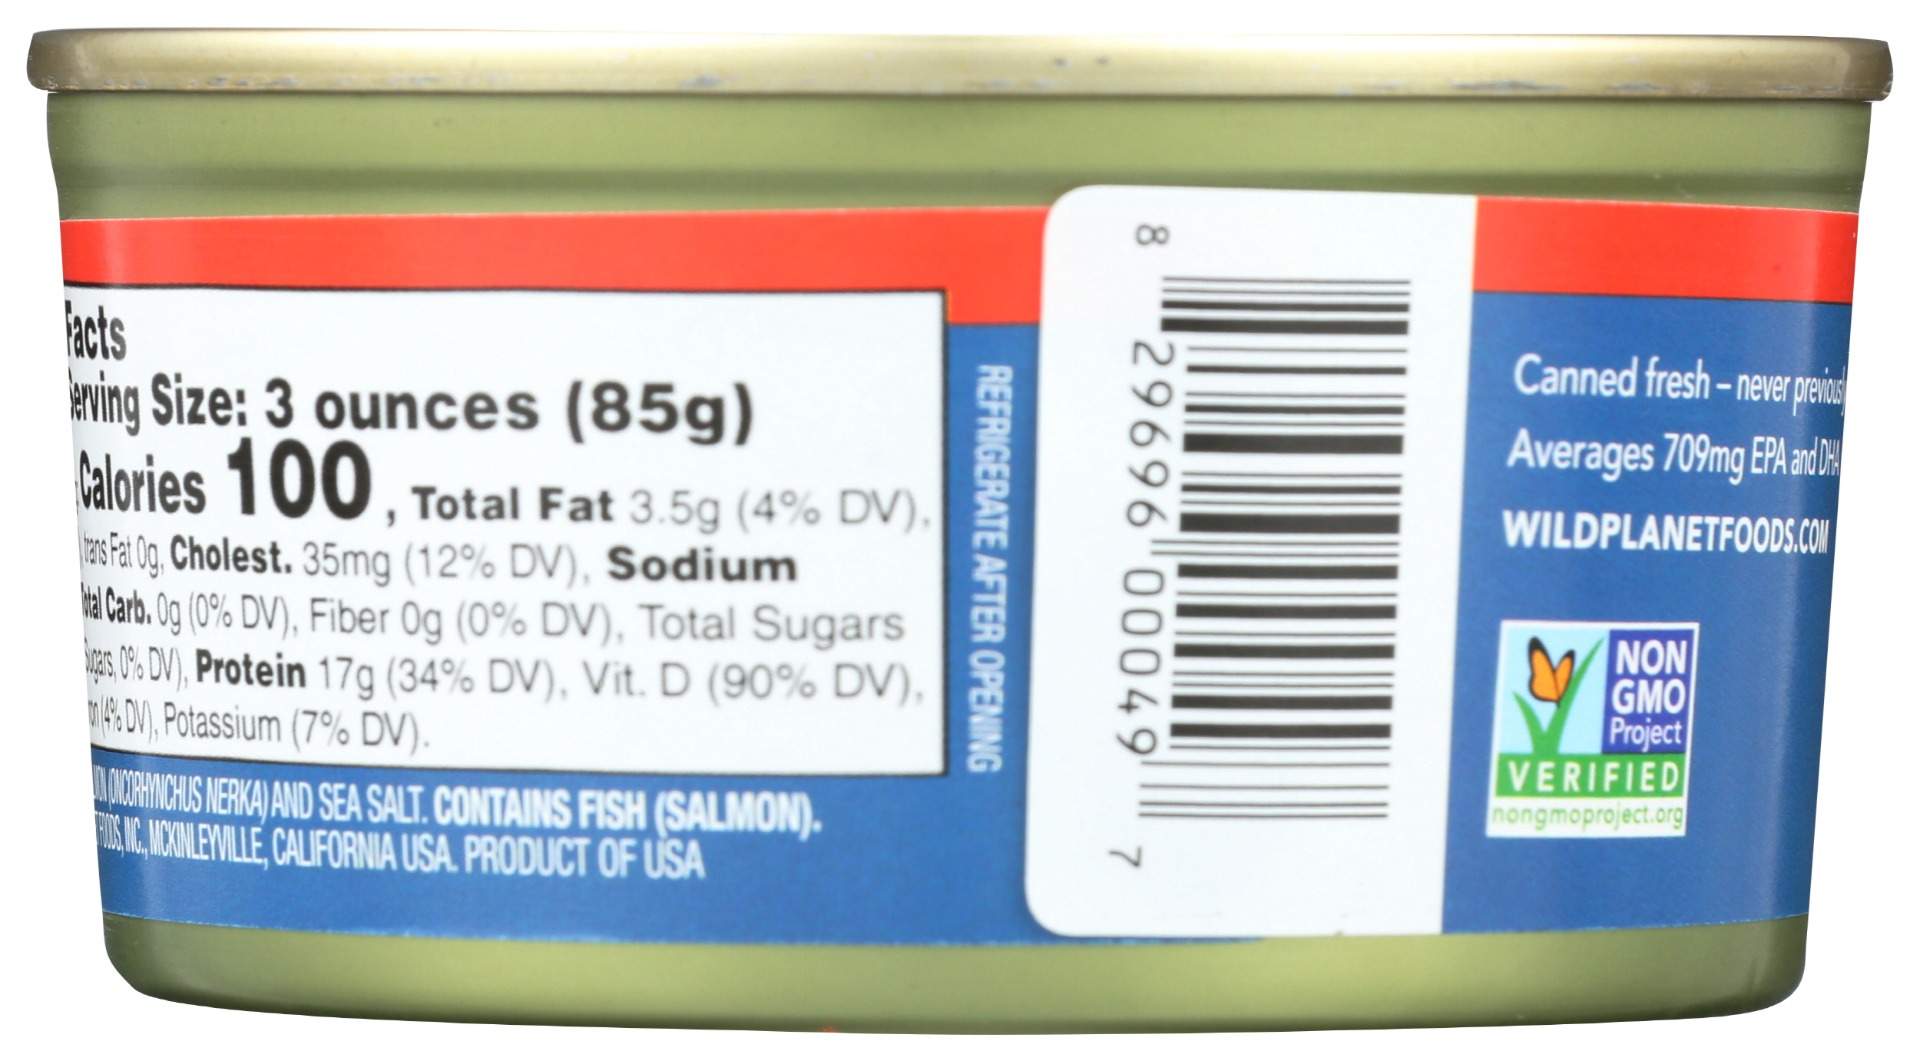 Facts
Serving Size: 3 ounces (85g)
Calories 100, Total Fat 3.5g (4% DV),
trans Fat 0g, Cholest. 35mg (12% DV), Sodium
Total Carb. 0g (0% DV), Fiber 0g (0% DV), Total Sugars
Sugars, 0% DV), Protein 17g (34% DV), Vit. D (90% DV),
(4% DV), Potassium (7% DV).
(ONCORHYNCHUS NERKA) AND SEA SALT. CONTAINS FISH (SALMON).
FOODS, INC., MCKINLEYVILLE, CALIFORNIA USA. PRODUCT OF USA
REFRIGERATE AFTER OPENING
8 29696 00049 7
Canned fresh – never previously
Averages 709mg EPA and DHA
WILDPLANETFOODS.COM
NON
GMO
Project
VERIFIED
nongmoproject.org